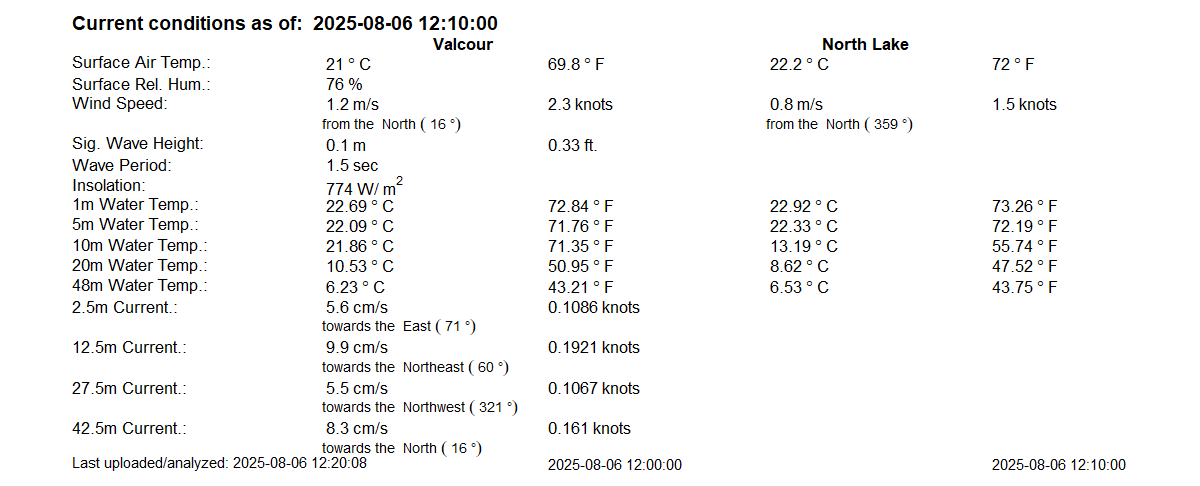 Current conditions as of: 2025-08-06 12:10:00
Valcour North Lake
Surface Air Temp.: 21 ° C 69.8 ° F 22.2 ° C 72 ° F
Surface Rel. Hum.: 76 %
Wind Speed: 1.2 m/s 2.3 knots 0.8 m/s 1.5 knots
from the North ( 16 °) from the North ( 359 °)
Sig. Wave Height: 0.1 m 0.33 ft.
Wave Period: 1.5 sec
Insolation: 774 W/ m²
1m Water Temp.: 22.69 ° C 72.84 ° F 22.92 ° C 73.26 ° F
5m Water Temp.: 22.09 ° C 71.76 ° F 22.33 ° C 72.19 ° F
10m Water Temp.: 21.86 ° C 71.35 ° F 13.19 ° C 55.74 ° F
20m Water Temp.: 10.53 ° C 50.95 ° F 8.62 ° C 47.52 ° F
48m Water Temp.: 6.23 ° C 43.21 ° F 6.53 ° C 43.75 ° F
2.5m Current.: 5.6 cm/s 0.1086 knots
towards the East ( 71 °)
12.5m Current.: 9.9 cm/s 0.1921 knots
towards the Northeast ( 60 °)
27.5m Current.: 5.5 cm/s 0.1067 knots
towards the Northwest ( 321 °)
42.5m Current.: 8.3 cm/s 0.161 knots
towards the North ( 16 °)
Last uploaded/analyzed: 2025-08-06 12:20:08 2025-08-06 12:00:00 2025-08-06 12:10:00